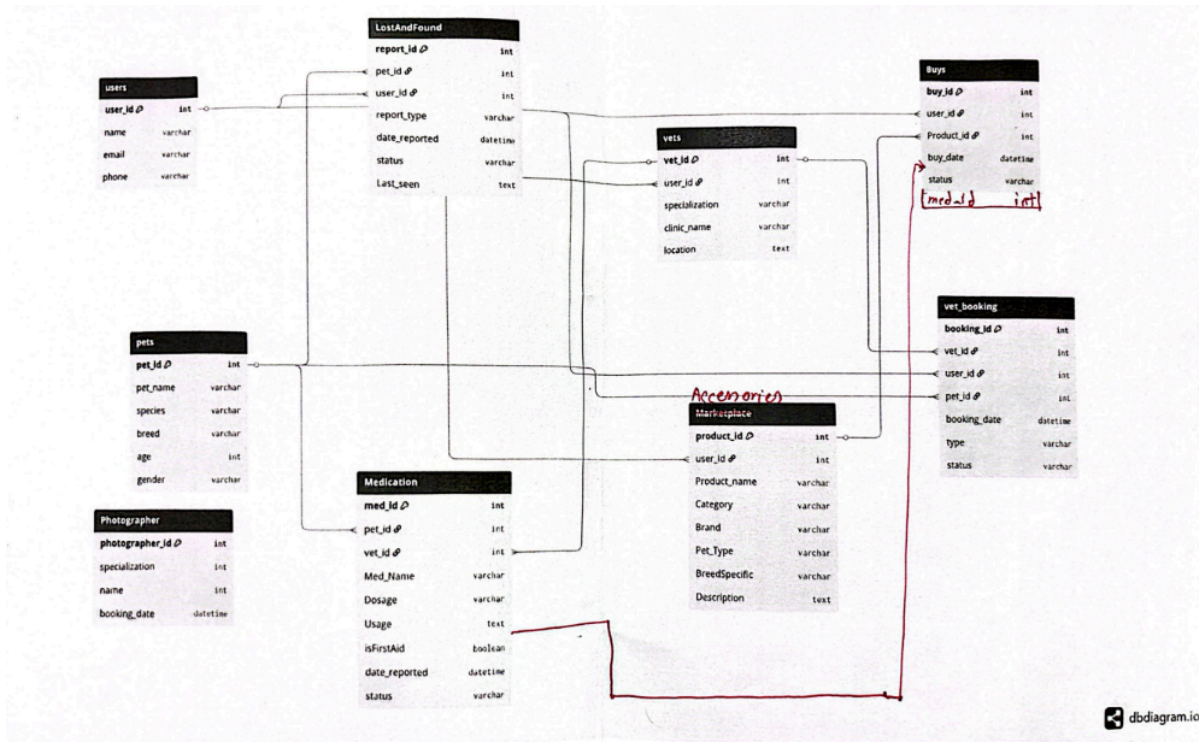 LostAndFound
report_id int
pet_id int
user_id int
report_type varchar
date_reported datetime
status varchar
Last_seen text
users
user_id int
name varchar
email varchar
phone varchar
vets
vet_id int
user_id int
specialization varchar
clinic_name varchar
location text
Buys
buy_id int
user_id int
Product_id int
buy_date datetime
status varchar
med_id int
pets
pet_id int
pet_name varchar
species varchar
breed varchar
age int
gender varchar
vet_booking
booking_id int
vet_id int
user_id int
pet_id int
booking_date datetime
type varchar
status varchar
Accessories
Marketplace
product_id int
user_id int
Product_name varchar
Category varchar
Brand varchar
Pet_Type varchar
BreedSpecific varchar
Description text
Medication
med_id int
pet_id int
vet_id int
Med_Name varchar
Dosage varchar
Usage text
isFirstAid boolean
date_reported datetime
status varchar
Photographer
photographer_id int
specialization int
name int
booking_date datetime
dbdiagram.io